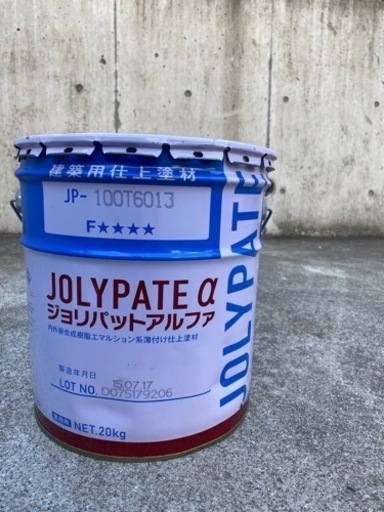 建築用仕上塗材
JP- 100T6013
F★★★★
JOLYPATE α
ジョリパットアルファ
内外装合成樹脂エマルション系薄付け仕上塗材
製造年月日
15.07.17
LOT NO. D075179206
NET.20kg
JOLYPATE